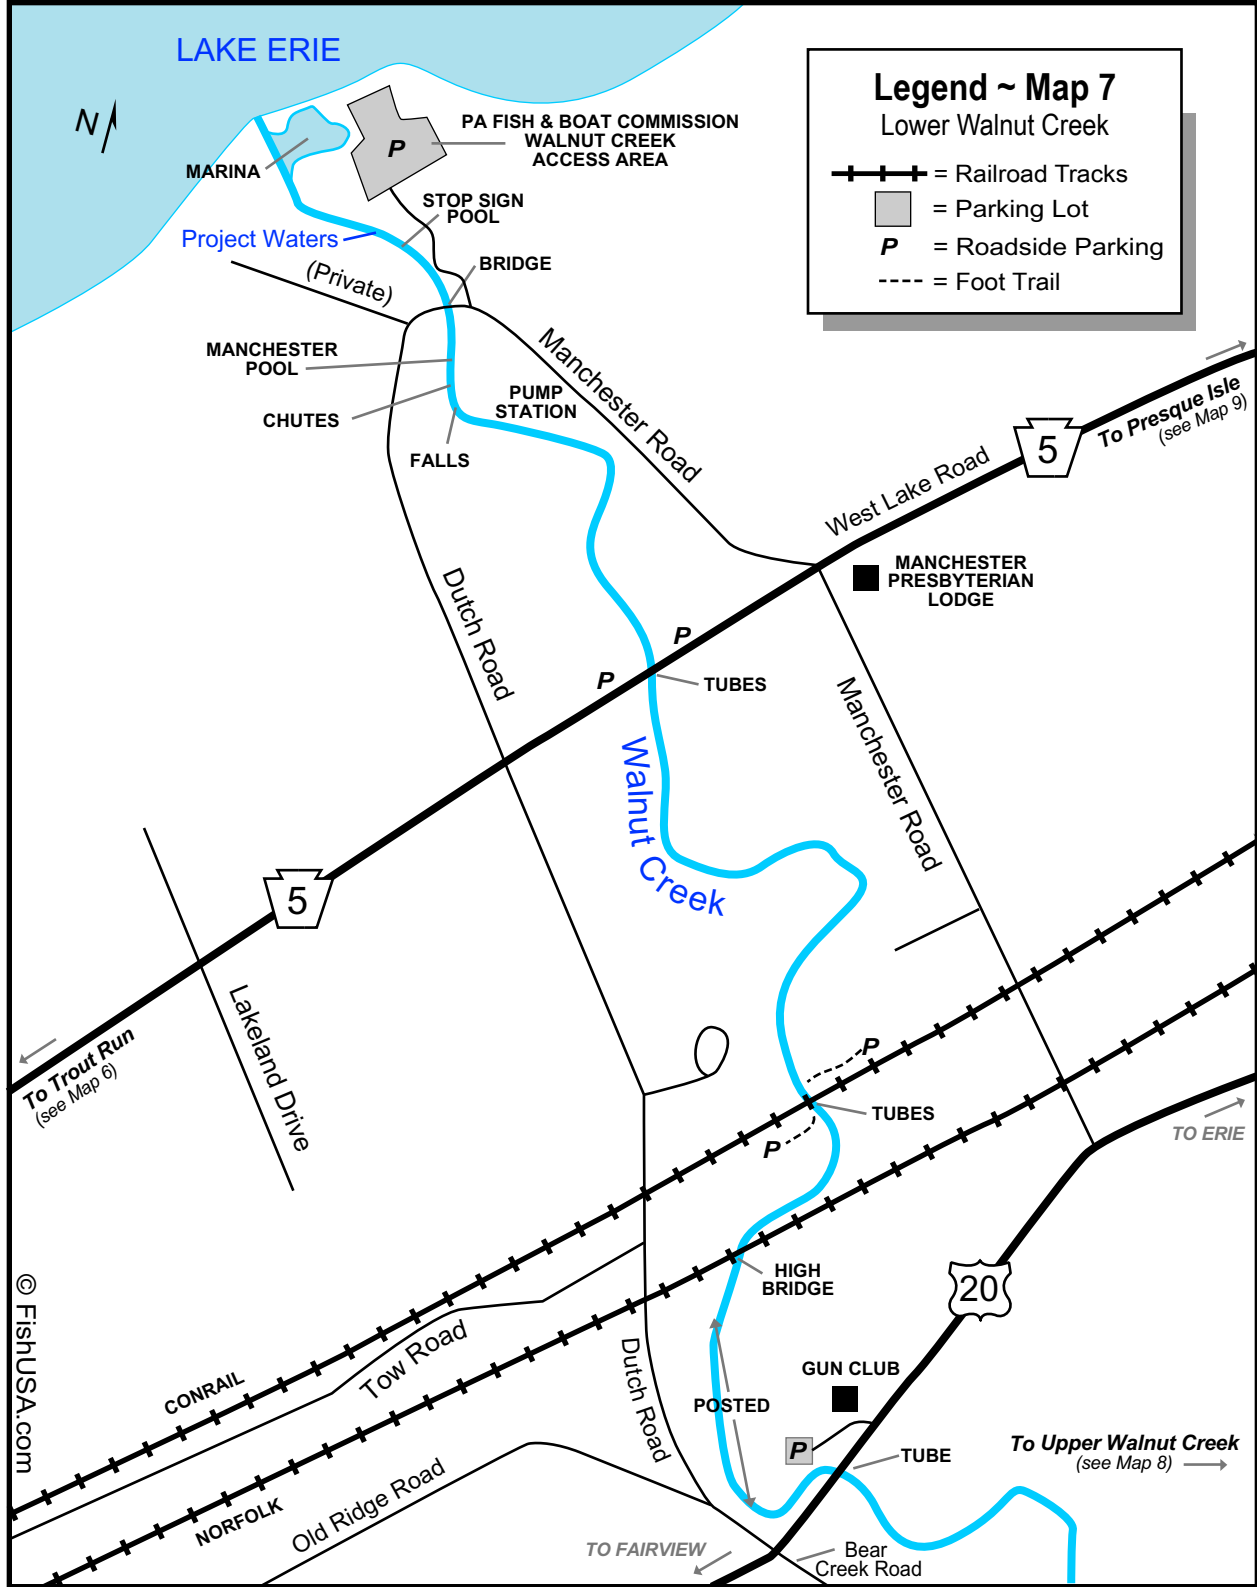 LAKE ERIE
N
Legend ~ Map 7
Lower Walnut Creek
= Railroad Tracks
= Parking Lot
P = Roadside Parking
= Foot Trail
PA FISH & BOAT COMMISSION
WALNUT CREEK
ACCESS AREA
P
MARINA
STOP SIGN
POOL
Project Waters
BRIDGE
(Private)
MANCHESTER
POOL
Manchester Road
PUMP
STATION
CHUTES
FALLS
To Presque Isle
(see Map 9)
5
West Lake Road
MANCHESTER
PRESBYTERIAN
LODGE
Dutch Road
P
P
TUBES
Manchester Road
Walnut Creek
5
Lakeland Drive
To Trout Run
(see Map 6)
P
TUBES
P
TO ERIE
HIGH
BRIDGE
20
© FishUSA.com
Tow Road
CONRAIL
Dutch Road
GUN CLUB
POSTED
P
TUBE
To Upper Walnut Creek
(see Map 8)
Old Ridge Road
NORFOLK
TO FAIRVIEW
Bear
Creek Road